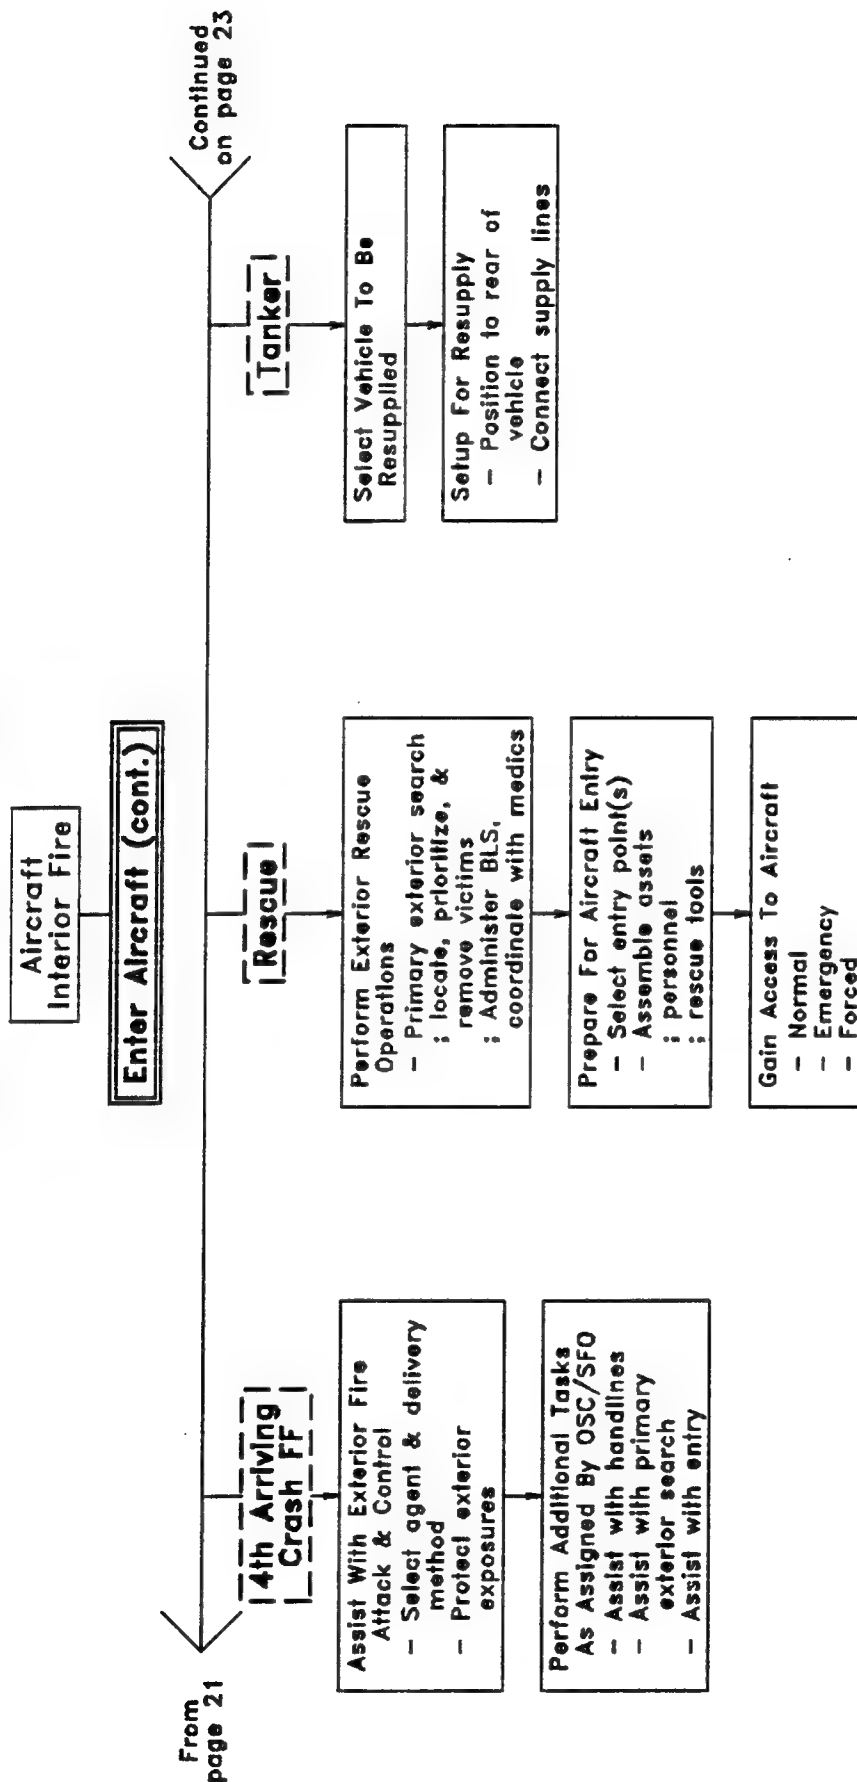 Aircraft
Interior Fire
Enter Aircraft (cont.)
From
page 21
Continued
on page 23
4th Arriving
Crash FF
Assist With Exterior Fire
Attack & Control
- Select agent & delivery
method
- Protect exterior
exposures
Perform Additional Tasks
As Assigned By OSC/SFO
- Assist with handlines
- Assist with primary
exterior search
- Assist with entry
Rescue
Perform Exterior Rescue
Operations
- Primary exterior search
; locate, prioritize, &
remove victims
; Administer BLS,
coordinate with medics
Prepare For Aircraft Entry
- Select entry point(s)
- Assemble assets
; personnel
; rescue tools
Gain Access To Aircraft
- Normal
- Emergency
- Forced
Tanker
Select Vehicle To Be
Resupplied
Setup For Resupply
- Position to rear of
vehicle
- Connect supply lines